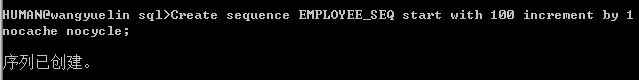 HUMAN@wangyuelin sql>Create sequence EMPLOYEE_SEQ start with 100 increment by 1
nocache nocycle;
序列已创建。